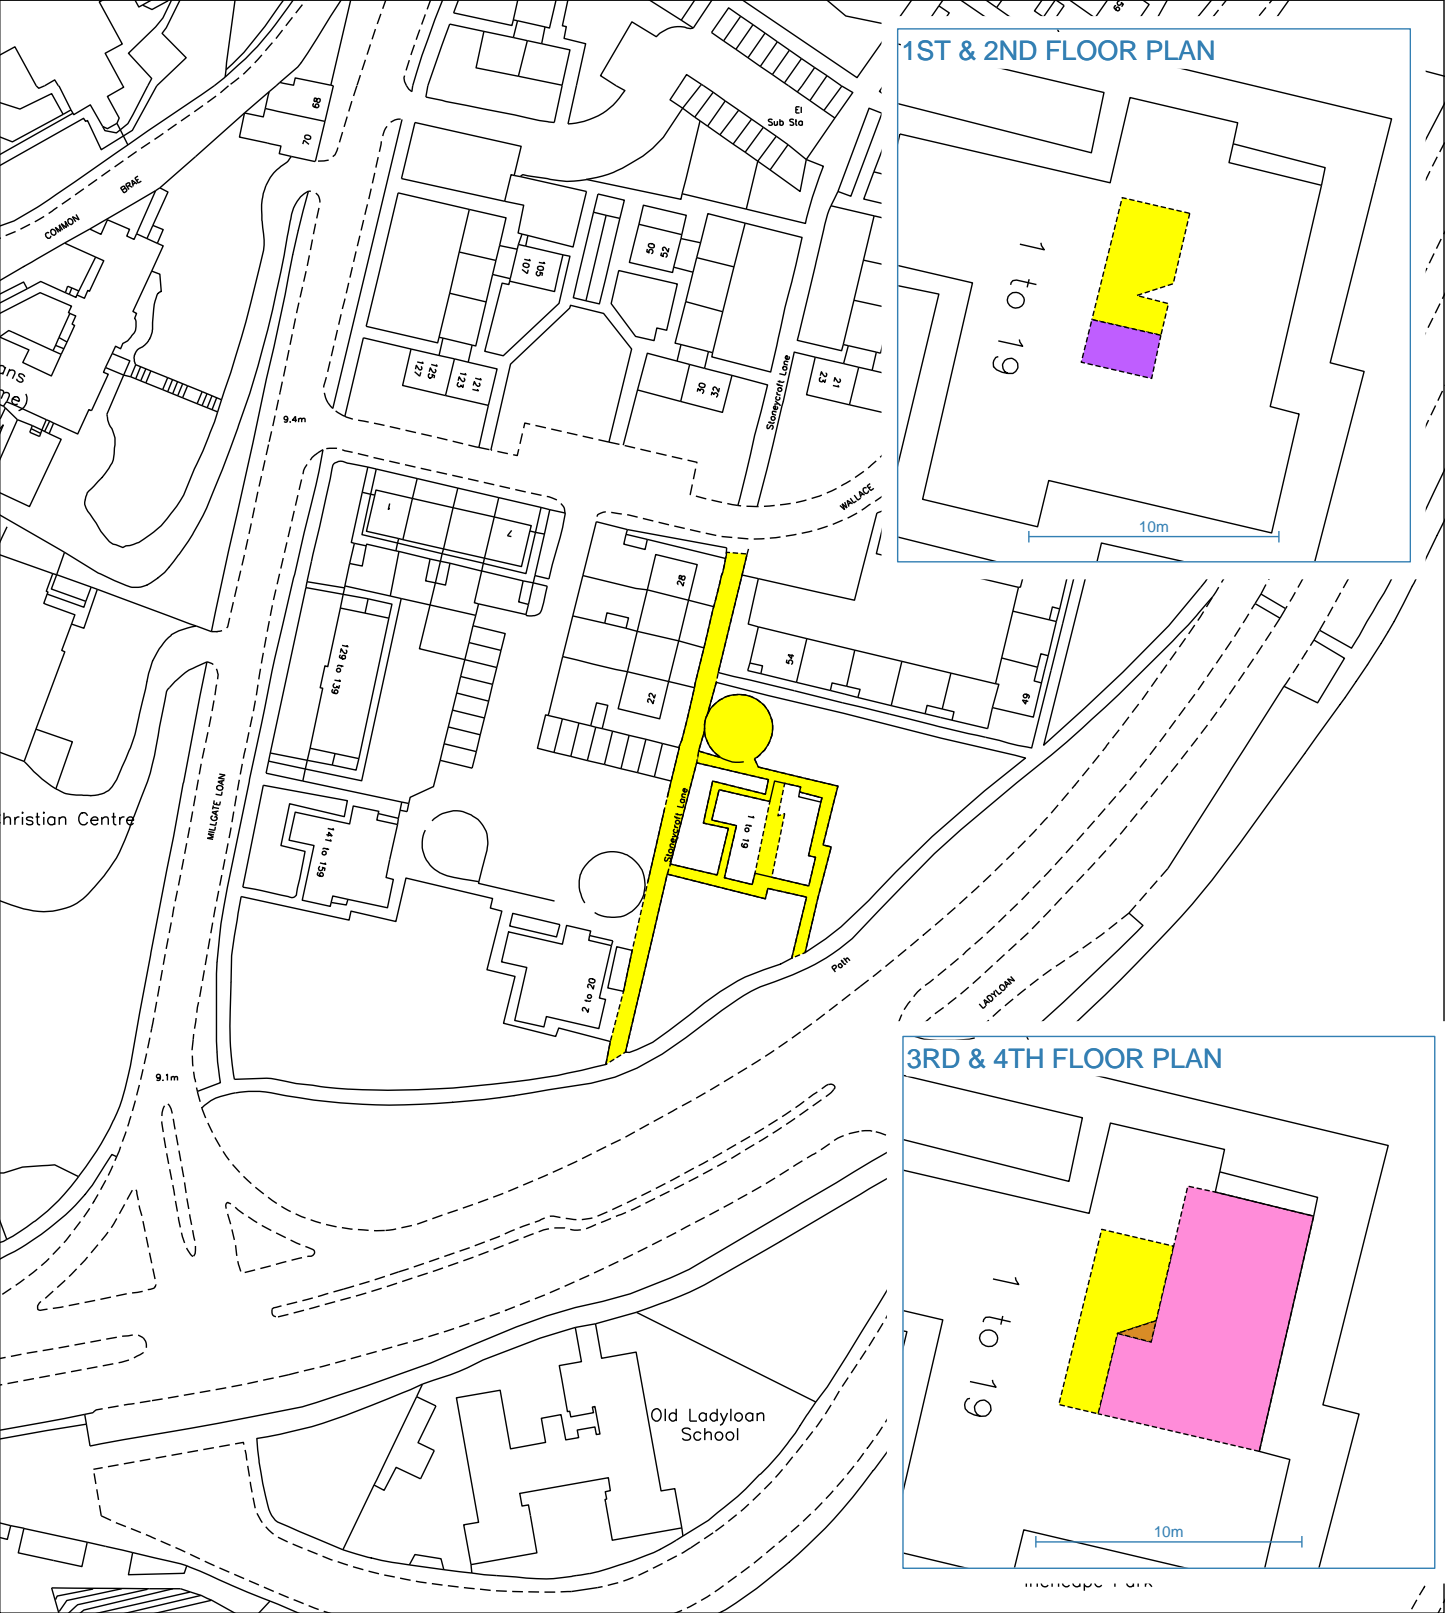 59
1ST & 2ND FLOOR PLAN
68
70
El
Sub Sta
BRAE
COMMON
50
52
105
107
1 to 19
127
125
123
121
30
32
Stoneycroft Lane
23
21
9.4m
WALLACE
1
7
10m
28
129 to 139
54
22
49
MILLGATE LOAN
hristian Centre
Stoneycroft Lane
1 to 19
141 to 159
Path
2 to 20
LADYLOAN
3RD & 4TH FLOOR PLAN
9.1m
1 to 19
Old Ladyloan
School
10m